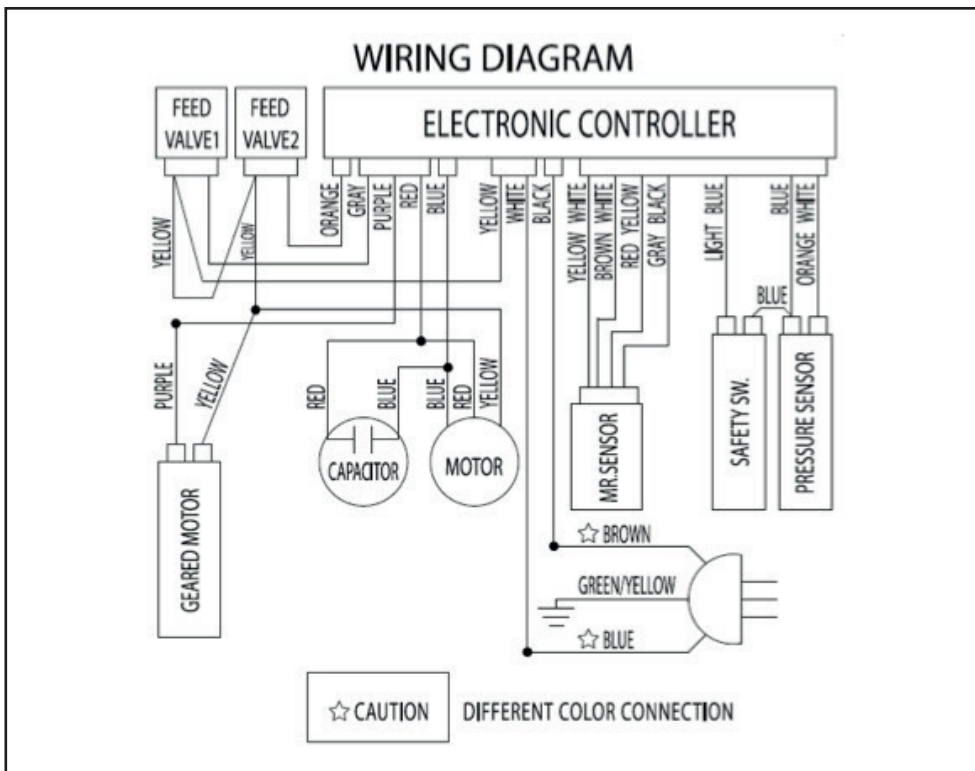 WIRING DIAGRAM
FEED
VALVE1
FEED
VALVE2
ELECTRONIC CONTROLLER
YELLOW
YELLOW
ORANGE
GRAY
PURPLE
RED
BLUE
YELLOW
WHITE
BLACK
YELLOW WHITE
BROWN WHITE
RED YELLOW
GRAY BLACK
LIGHT BLUE
BLUE
ORANGE WHITE
BLUE
PURPLE
YELLOW
RED
BLUE
BLUE
RED
YELLOW
GEARED MOTOR
CAPACITOR
MOTOR
MR.SENSOR
SAFETY SW.
PRESSURE SENSOR
☆ BROWN
GREEN/YELLOW
☆ BLUE
☆ CAUTION
DIFFERENT COLOR CONNECTION